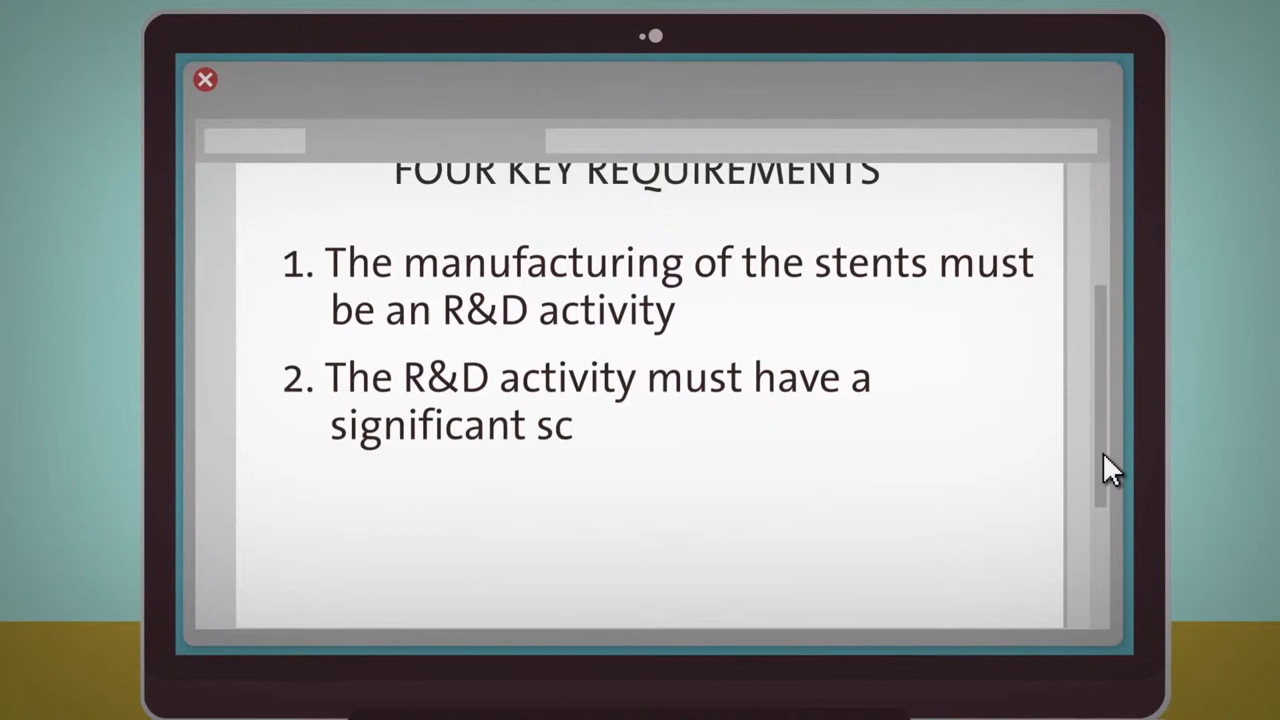 FOUR KEY REQUIREMENTS
1. The manufacturing of the stents must
be an R&D activity
2. The R&D activity must have a
significant sc